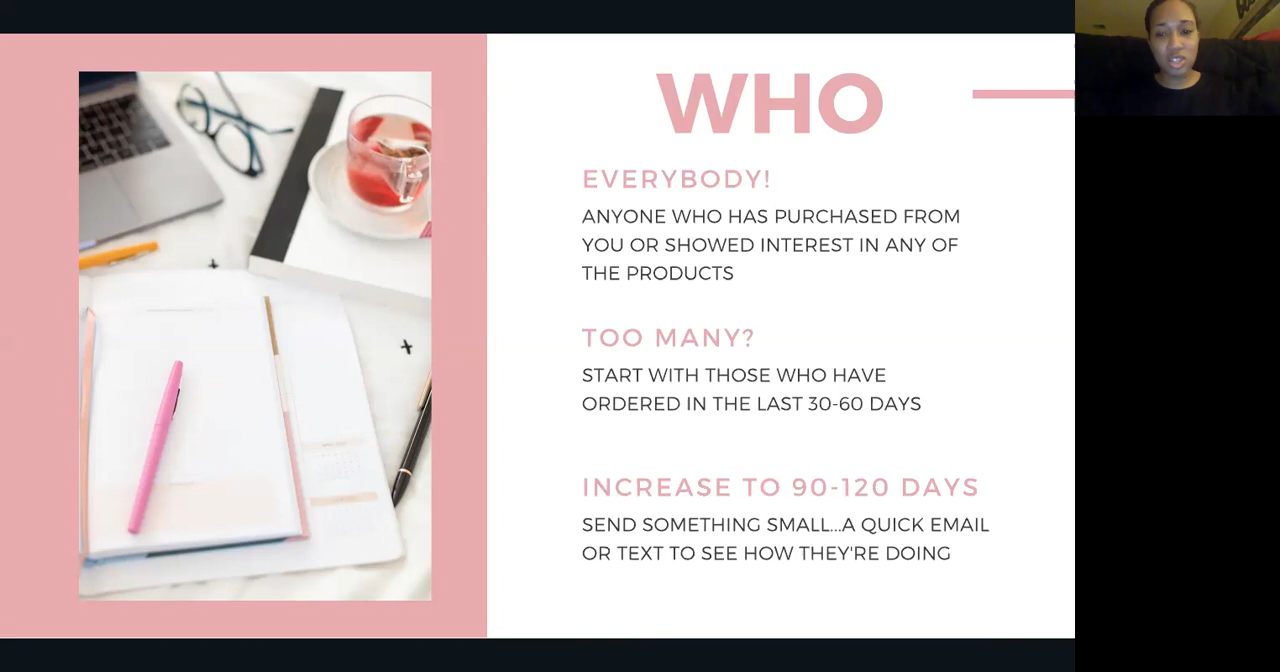 WHO
EVERYBODY!
ANYONE WHO HAS PURCHASED FROM
YOU OR SHOWED INTEREST IN ANY OF
THE PRODUCTS
TOO MANY?
START WITH THOSE WHO HAVE
ORDERED IN THE LAST 30-60 DAYS
INCREASE TO 90-120 DAYS
SEND SOMETHING SMALL...A QUICK EMAIL
OR TEXT TO SEE HOW THEY'RE DOING